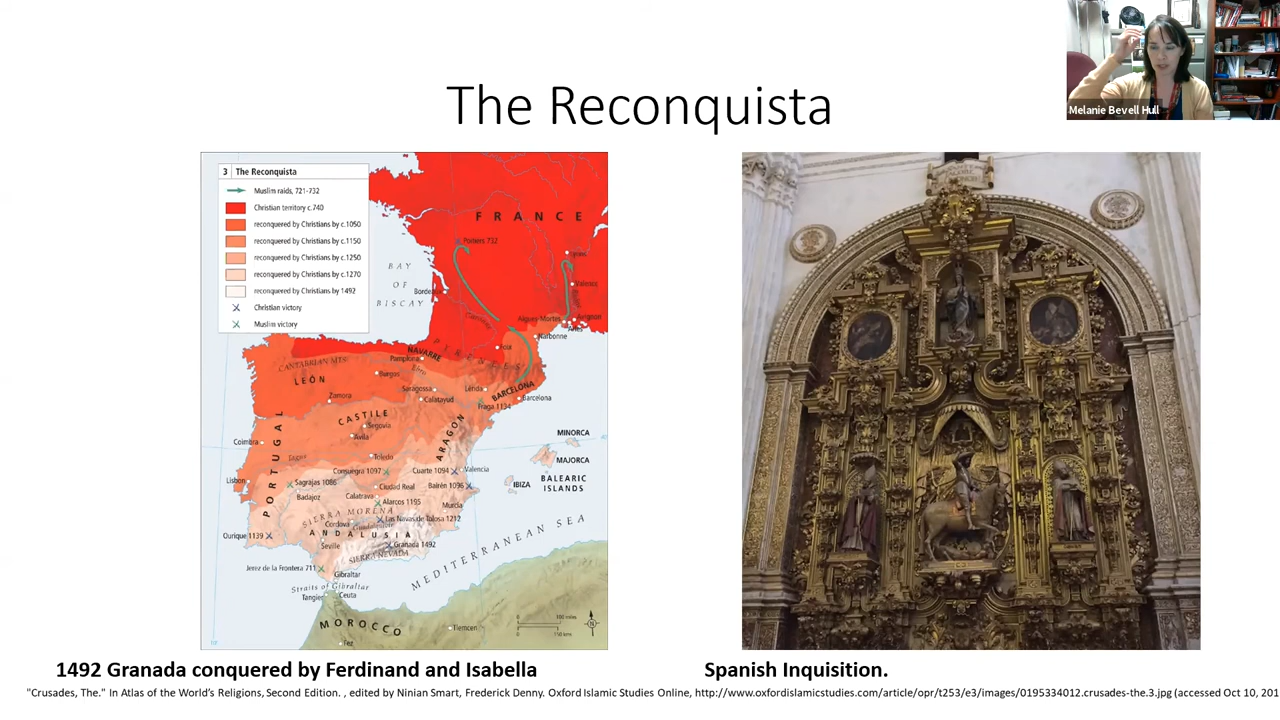 Melanie Bevell Hull
The Reconquista
3 The Reconquista
Muslim raids, 721-732
Christian territory c.740
reconquered by Christians by c.1050
reconquered by Christians by c.1150
reconquered by Christians by c.1250
reconquered by Christians by c.1270
reconquered by Christians by 1492
Christian victory
Muslim victory
FRANCE
Poitiers 732
BAY
OF
BISCAY
Bordeaux
Valence
Avignon
Aigues-Mortes
Arles
Narbonne
PYRENEES
NAVARRE
CANTABRIAN MTS
Pamplona
LEÓN
Burgos
Ebro
Saragossa
Lérida
BARCELONA
Barcelona
Zamora
Calatayud
Fraga 1134
CASTILE
Segovia
Avila
ARAGON
PORTUGAL
Coimbra
MINORCA
MAJORCA
IBIZA
BALEARIC
ISLANDS
Toledo
Consuegra 1097
Cuarte 1094
Valencia
Lisbon
Sagrajas 1086
Ciudad Real
Bairén 1096
Badajoz
Calatrava
Alarcos 1195
Murcia
SIERRA MORENA
Cordova
Las Navas de Tolosa 1212
ANDALUSIA
Ourique 1139
Seville
Granada 1492
SIERRA NEVADA
MEDITERRANEAN SEA
Jerez de la Frontera 711
Gibraltar
Straits of Gibraltar
Tangier
Ceuta
MOROCCO
Tlemcen
Fez
1492 Granada conquered by Ferdinand and Isabella
Spanish Inquisition.
"Crusades, The." In Atlas of the World's Religions, Second Edition. , edited by Ninian Smart, Frederick Denny. Oxford Islamic Studies Online, http://www.oxfordislamicstudies.com/article/opr/t253/e3/images/0195334012.crusades-the.3.jpg (accessed Oct 10, 201